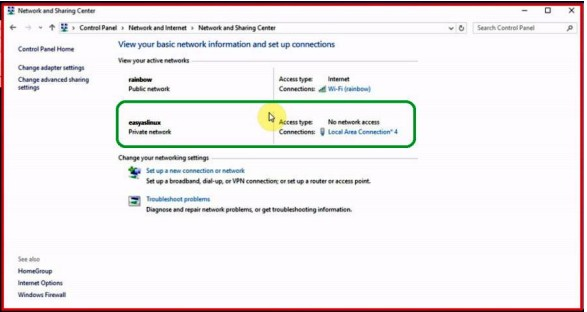 Network and Sharing Center
Control Panel > Network and Internet > Network and Sharing Center
Search Control Panel
Control Panel Home
Change adapter settings
Change advanced sharing
settings
View your basic network information and set up connections
View your active networks
rainbow
Public network
Access type: Internet
Connections: Wi-Fi (rainbow)
easyaslinux
Private network
Access type: No network access
Connections: Local Area Connection* 4
Change your networking settings
Set up a new connection or network
Set up a broadband, dial-up, or VPN connection; or set up a router or access point.
Troubleshoot problems
Diagnose and repair network problems, or get troubleshooting information.
See also
HomeGroup
Internet Options
Windows Firewall